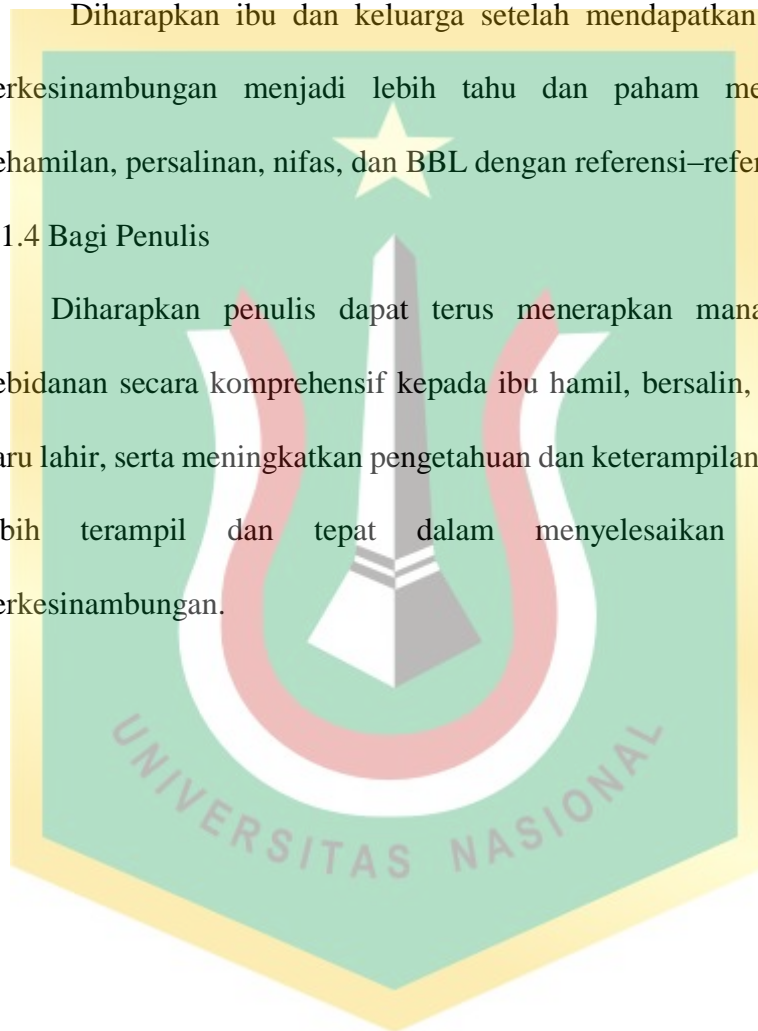 Diharapkan ibu dan keluarga setelah mendapatkan
erkesinambungan menjadi lebih tahu dan paham me
ehamilan, persalinan, nifas, dan BBL dengan referensi–refer
1.4 Bagi Penulis
Diharapkan penulis dapat terus menerapkan mana
ebidanan secara komprehensif kepada ibu hamil, bersalin,
aru lahir, serta meningkatkan pengetahuan dan keterampilan
bih terampil dan tepat dalam menyelesaikan
erkesinambungan.
UNIVERSITAS NASIONAL